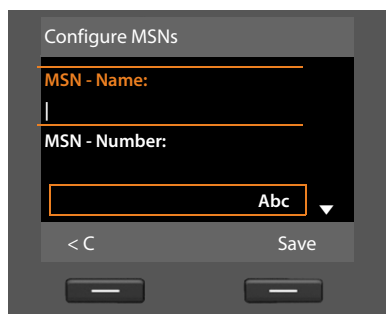 Configure MSNs
MSN - Name:
MSN - Number:
Abc
< C Save